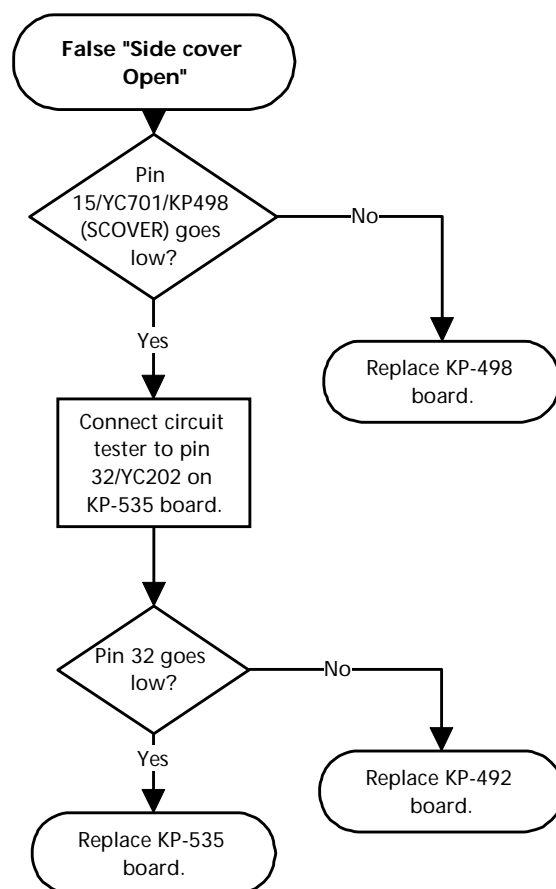 False "Side cover
Open"
Pin
15/YC701/KP498
(SCOVER) goes
low?
No
Yes
Replace KP-498
board.
Connect circuit
tester to pin
32/YC202 on
KP-535 board.
Pin 32 goes
low?
No
Yes
Replace KP-492
board.
Replace KP-535
board.